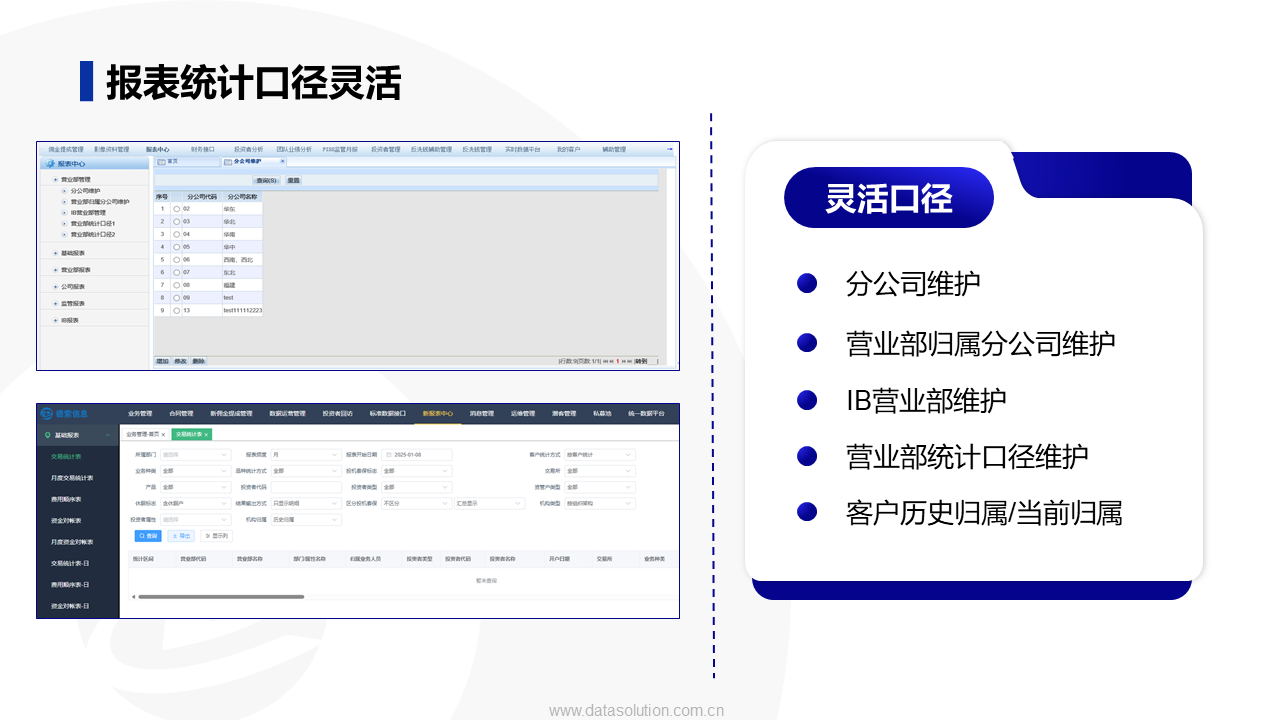 报表统计口径灵活
佣金提成管理 影像资料管理 报表中心 财务接口 投资者分析 团队业绩分析 FISS监管月报 投资者管理 反洗钱辅助管理 反洗钱管理 实时数据平台 我的客户 辅助管理
报表中心
首页 分公司维护
营业部管理
分公司维护
营业部归属分公司维护
IB营业部管理
营业部统计口径1
营业部统计口径2
基础报表
营业部报表
公司报表
监管报表
IB报表
查询(S) 重置
序号 分公司代码 分公司名称
1 02 华东
2 03 华北
3 04 华南
4 05 华中
5 06 西南、西北
6 07 东北
7 08 福建
8 09 test
9 13 test111112223
增加 修改 删除
|行数:9|页数:1/1| 1 转到
德索信息
业务管理 合同管理 新佣金提成管理 数据运营管理 投资者回访 标准数据接口 新报表中心 消息管理 运维管理 潜客管理 私募池 统一数据平台
基础报表
交易统计表
月度交易统计表
费用顺序表
资金对帐表
月度资金对帐表
交易统计表-日
费用顺序表-日
资金对帐表-日
业务管理-首页 × 交易统计表 ×
所属部门 报表频度 月 报表开始日期 2025-01-08 客户统计方式 按客户统计
业务种类 全部 品种统计方式 全部 投机套保标志 全部 交易所 全部
产品 全部 投资者代码 投资者类型 全部 资管户类型 全部
休眠标志 含休眠户 结果输出方式 只显示明细 区分投机套保 不区分 汇总显示 机构类型 按组织架构
投资者属性 机构归属 历史归属
查询 导出 显示列
统计区间 营业部代码 营业部名称 部门/属性名称 归属业务人员 投资者类型 投资者代码 投资者名称 开户日期 交易所 业务种类
暂未查询
灵活口径
分公司维护
营业部归属分公司维护
IB营业部维护
营业部统计口径维护
客户历史归属/当前归属
www.datasolution.com.cn